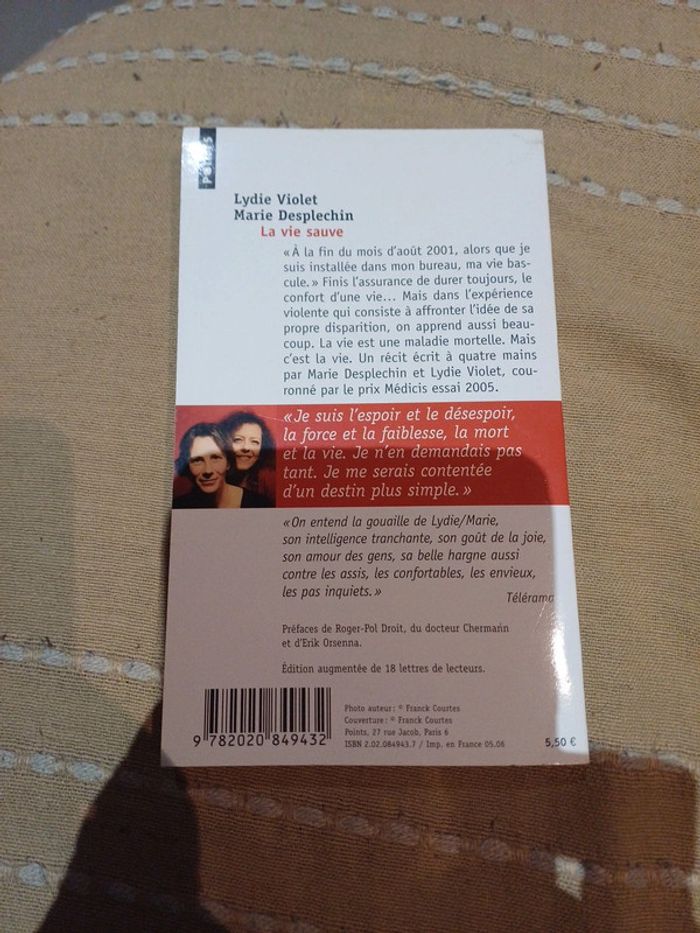 POINTS
Lydie Violet
Marie Desplechin
La vie sauve
« À la fin du mois d'août 2001, alors que je
suis installée dans mon bureau, ma vie bas-
cule. » Finis l'assurance de durer toujours, le
confort d'une vie... Mais dans l'expérience
violente qui consiste à affronter l'idée de sa
propre disparition, on apprend aussi beau-
coup. La vie est une maladie mortelle. Mais
c'est la vie. Un récit écrit à quatre mains
par Marie Desplechin et Lydie Violet, cou-
ronné par le prix Médicis essai 2005.
« Je suis l'espoir et le désespoir,
la force et la faiblesse, la mort
et la vie. Je n'en demandais pas
tant. Je me serais contentée
d'un destin plus simple. »
« On entend la gouaille de Lydie/Marie,
son intelligence tranchante, son goût de la joie,
son amour des gens, sa belle hargne aussi
contre les assis, les confortables, les envieux,
les pas inquiets. »
Télérama
Préfaces de Roger-Pol Droit, du docteur Chermann
et d'Erik Orsenna.
Édition augmentée de 18 lettres de lecteurs.
Photo auteur : © Franck Courtes
Couverture : © Franck Courtes
Points, 27 rue Jacob, Paris 6
ISBN 2.02.084943.7 / Imp. en France 05.06
5,50 €
9 782020 849432